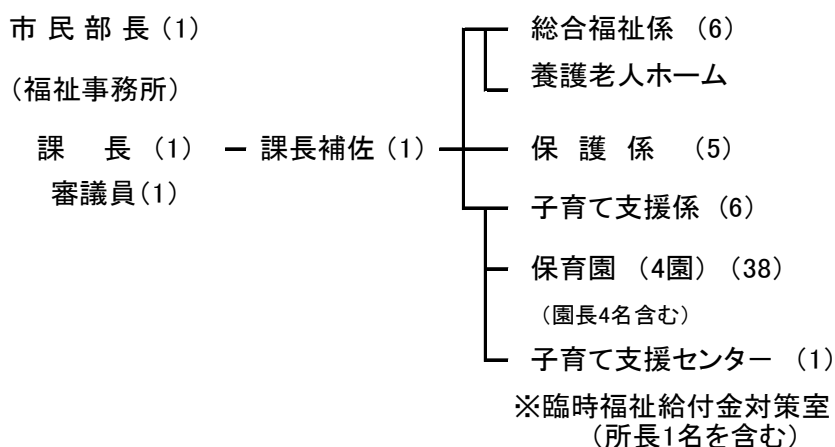 市民部長(1)
(福祉事務所)
課　長 (1) ー 課長補佐 (1)
審議員(1)
総合福祉係 (6)
養護老人ホーム
保護係 (5)
子育て支援係 (6)
保育園 (4園) (38)
(園長4名含む)
子育て支援センター (1)
※臨時福祉給付金対策室
(所長1名を含む)